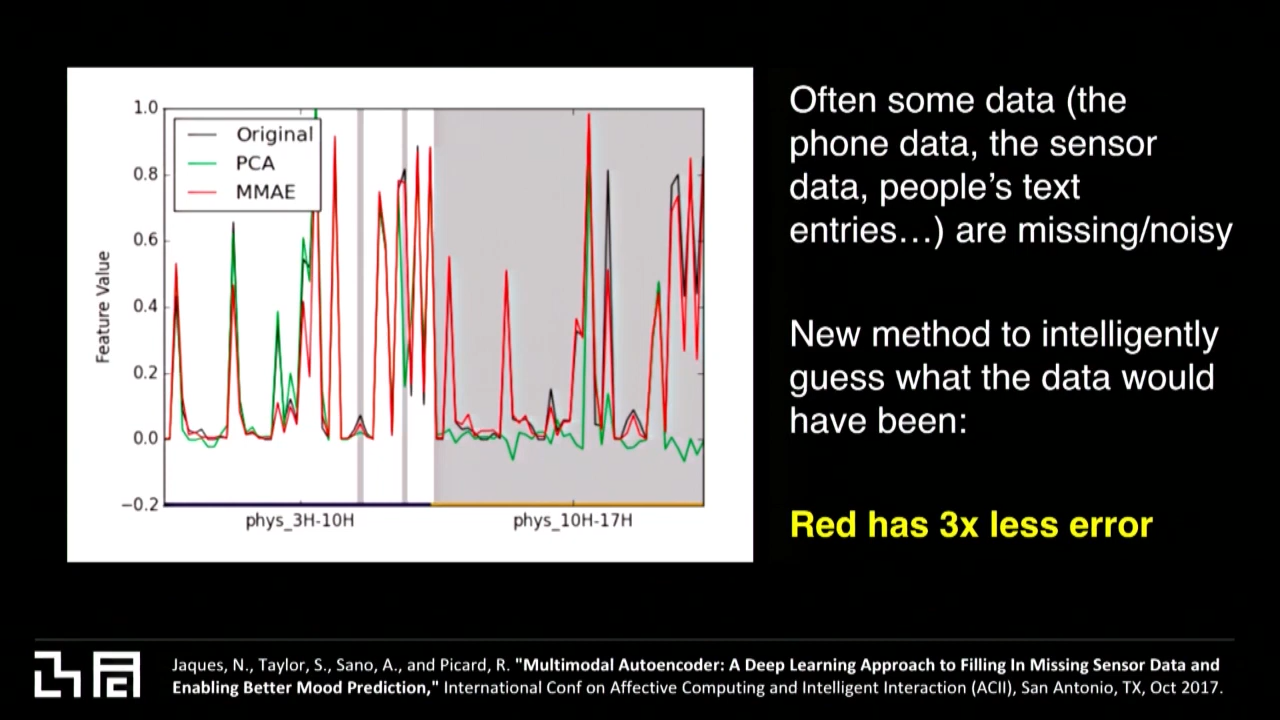 1.0
0.8
0.6
0.4
0.2
0.0
−0.2
Feature Value
Original
PCA
MMAE
phys_3H-10H
phys_10H-17H
Often some data (the
phone data, the sensor
data, people’s text
entries…) are missing/noisy
New method to intelligently
guess what the data would
have been:
Red has 3x less error
Jaques, N., Taylor, S., Sano, A., and Picard, R. "Multimodal Autoencoder: A Deep Learning Approach to Filling In Missing Sensor Data and
Enabling Better Mood Prediction," International Conf on Affective Computing and Intelligent Interaction (ACII), San Antonio, TX, Oct 2017.